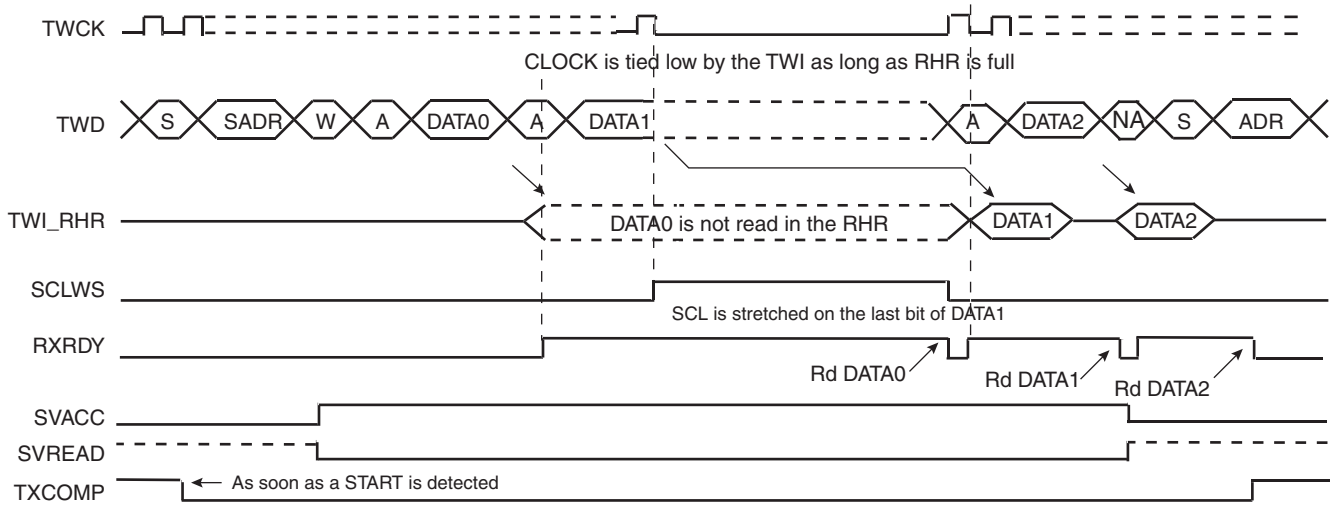 TWCK
CLOCK is tied low by the TWI as long as RHR is full
TWD S SADR W A DATA0 A DATA1 A DATA2 NA S ADR
TWI_RHR DATA0 is not read in the RHR DATA1 DATA2
SCLWS
SCL is stretched on the last bit of DATA1
RXRDY
Rd DATA0 Rd DATA1 Rd DATA2
SVACC
SVREAD
As soon as a START is detected
TXCOMP